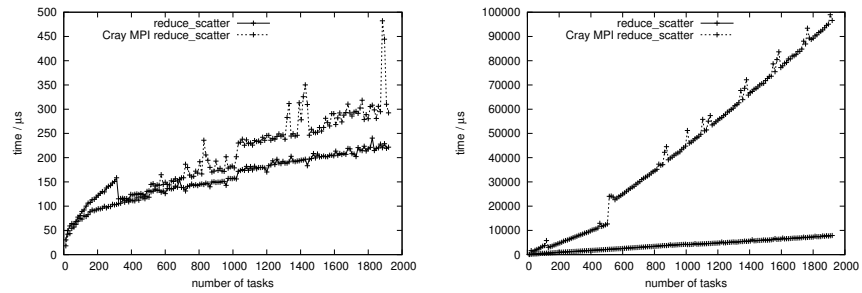 500
450
400
350
300
250
200
150
100
50
0
time / µs
reduce_scatter
Cray MPI reduce_scatter
0 200 400 600 800 1000 1200 1400 1600 1800 2000
number of tasks
100000
90000
80000
70000
60000
50000
40000
30000
20000
10000
0
time / µs
reduce_scatter
Cray MPI reduce_scatter
0 200 400 600 800 1000 1200 1400 1600 1800 2000
number of tasks